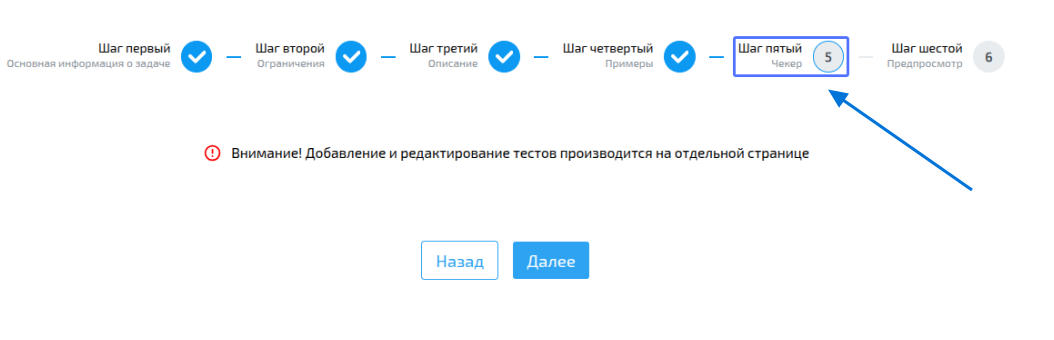 Шаг первый
Основная информация о задаче
Шаг второй
Ограничения
Шаг третий
Описание
Шаг четвертый
Примеры
Шаг пятый
Чекер
5
Шаг шестой
Предпросмотр
6
Внимание! Добавление и редактирование тестов производится на отдельной странице
Назад
Далее